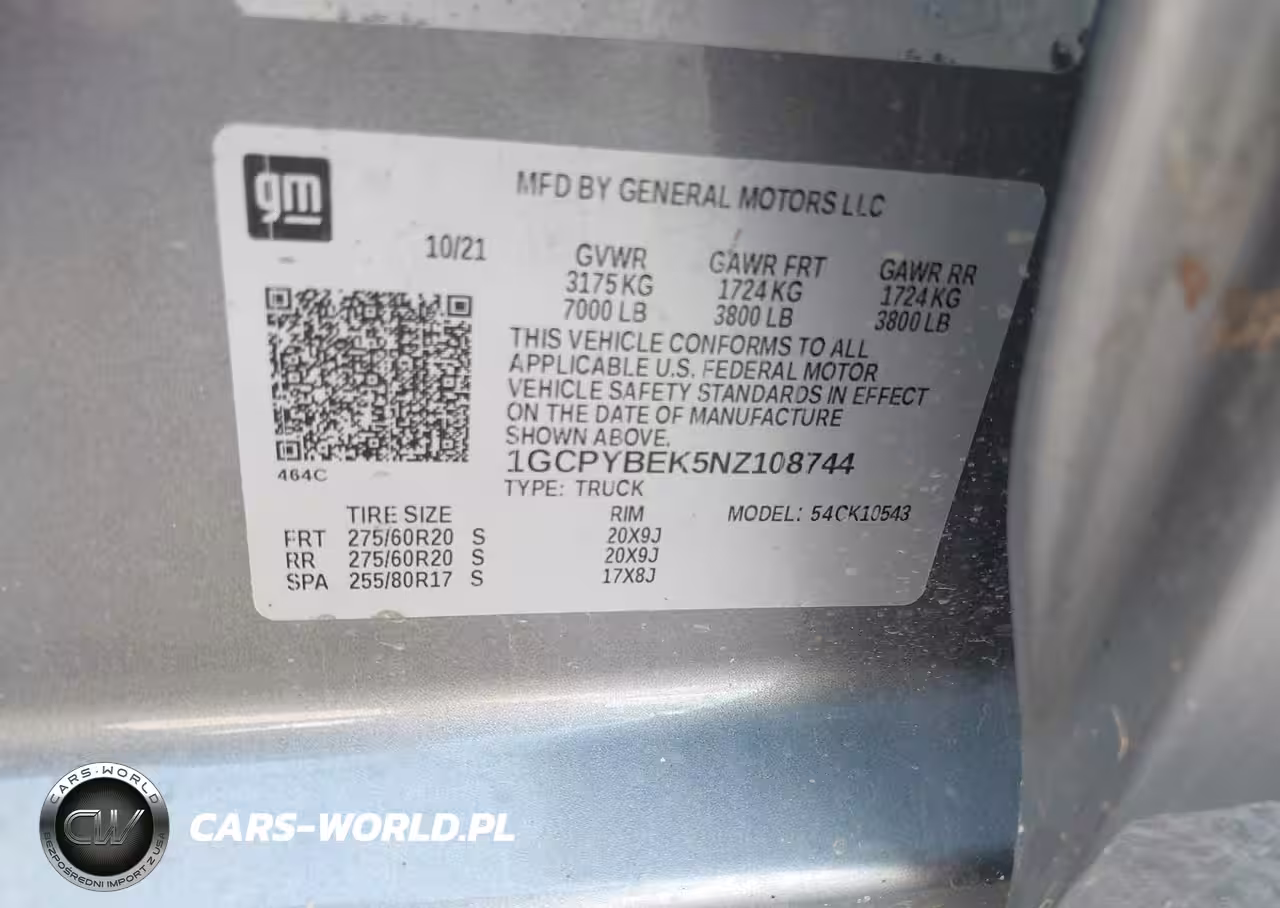 gm
MFD BY GENERAL MOTORS LLC
10/21
GVWR GAWR FRT GAWR RR
3175 KG 1724 KG 1724 KG
7000 LB 3800 LB 3800 LB
THIS VEHICLE CONFORMS TO ALL
APPLICABLE U.S. FEDERAL MOTOR
VEHICLE SAFETY STANDARDS IN EFFECT
ON THE DATE OF MANUFACTURE
SHOWN ABOVE.
464C
1GCPYBEK5NZ108744
TYPE: TRUCK
TIRE SIZE RIM MODEL: 54CK10543
FRT 275/60R20 S 20X9J
RR 275/60R20 S 20X9J
SPA 255/80R17 S 17X8J
CARS-WORLD
CW
BEZPOŚREDNI IMPORT Z USA
CARS-WORLD.PL